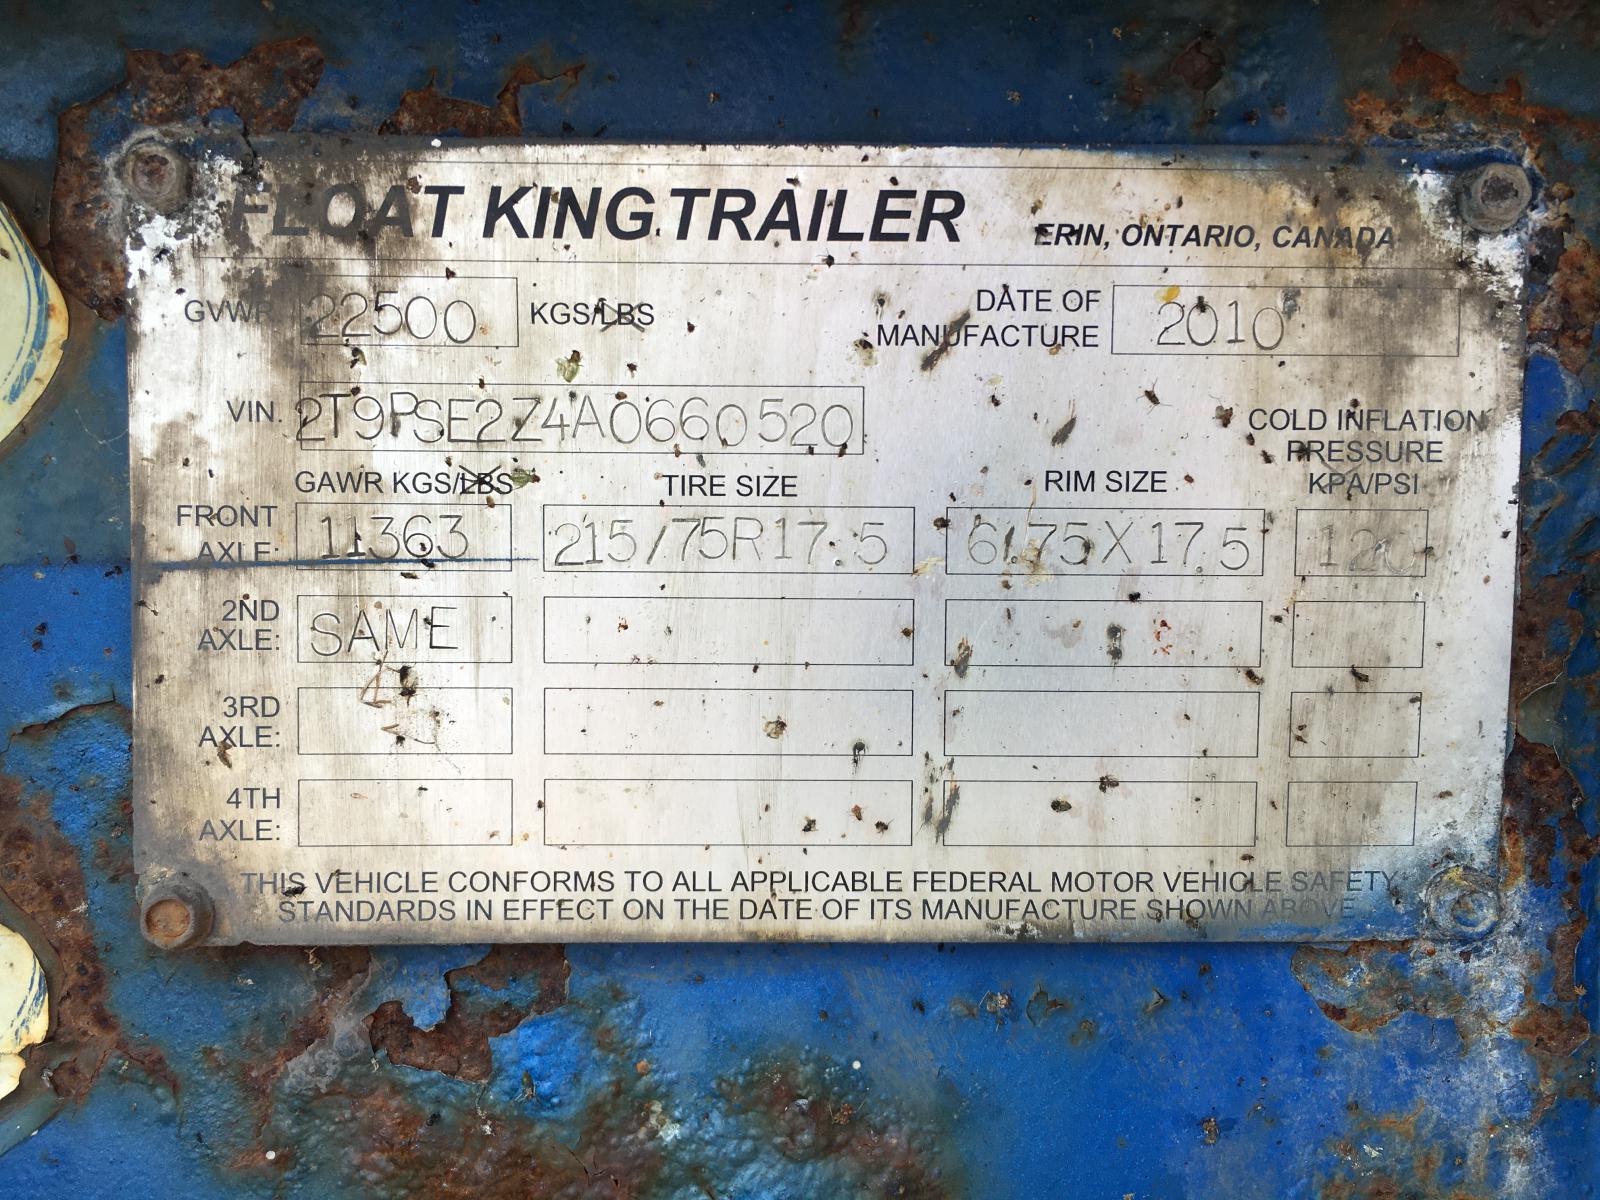 FLOAT KING TRAILER ERIN, ONTARIO, CANADA
GVWR 22500 KGS/LBS DATE OF MANUFACTURE 2010
VIN. 2T9PSE2Z4A0660520
GAWR KGS/LBS TIRE SIZE RIM SIZE COLD INFLATION PRESSURE KPA/PSI
FRONT AXLE: 11363 215/75R17.5 6.75X17.5 120
2ND AXLE: SAME
3RD AXLE:
4TH AXLE:
THIS VEHICLE CONFORMS TO ALL APPLICABLE FEDERAL MOTOR VEHICLE SAFETY
STANDARDS IN EFFECT ON THE DATE OF ITS MANUFACTURE SHOWN ABOVE.